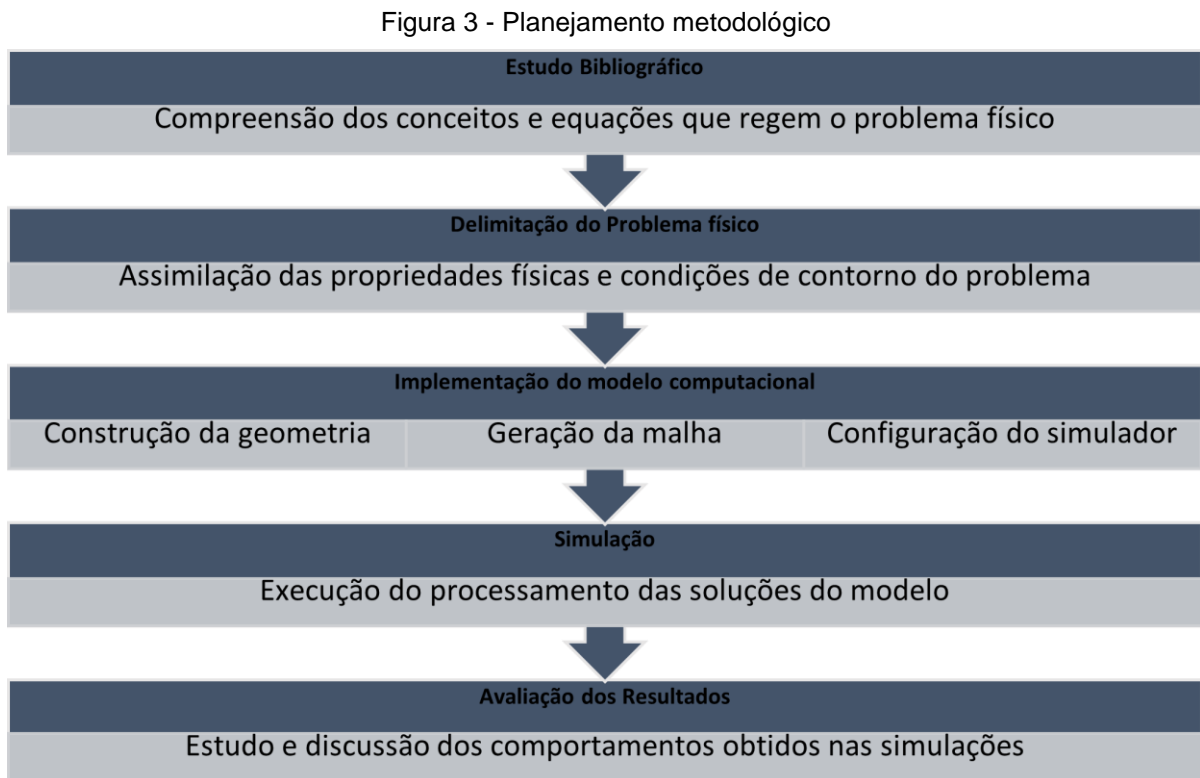 Figura 3 - Planejamento metodológico
Estudo Bibliográfico
Compreensão dos conceitos e equações que regem o problema físico
Delimitação do Problema físico
Assimilação das propriedades físicas e condições de contorno do problema
Implementação do modelo computacional
Construção da geometria
Geração da malha
Configuração do simulador
Simulação
Execução do processamento das soluções do modelo
Avaliação dos Resultados
Estudo e discussão dos comportamentos obtidos nas simulações